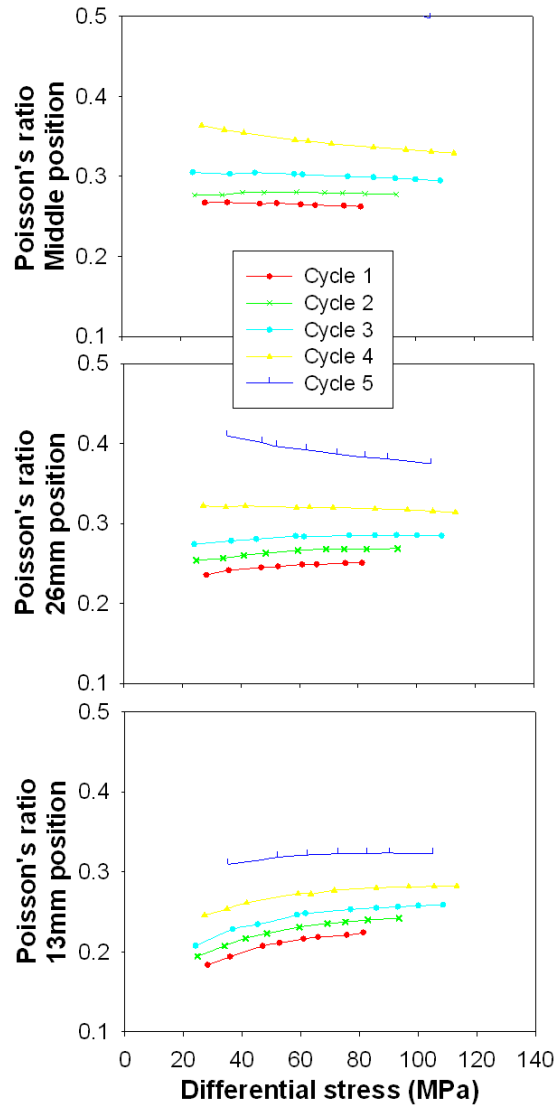 0.5
0.4
0.3
0.2
0.1
Poisson's ratio
Middle position
Cycle 1
Cycle 2
Cycle 3
Cycle 4
Cycle 5
0.5
0.4
0.3
0.2
0.1
Poisson's ratio
26mm position
0.5
0.4
0.3
0.2
0.1
Poisson's ratio
13mm position
0 20 40 60 80 100 120 140
Differential stress (MPa)